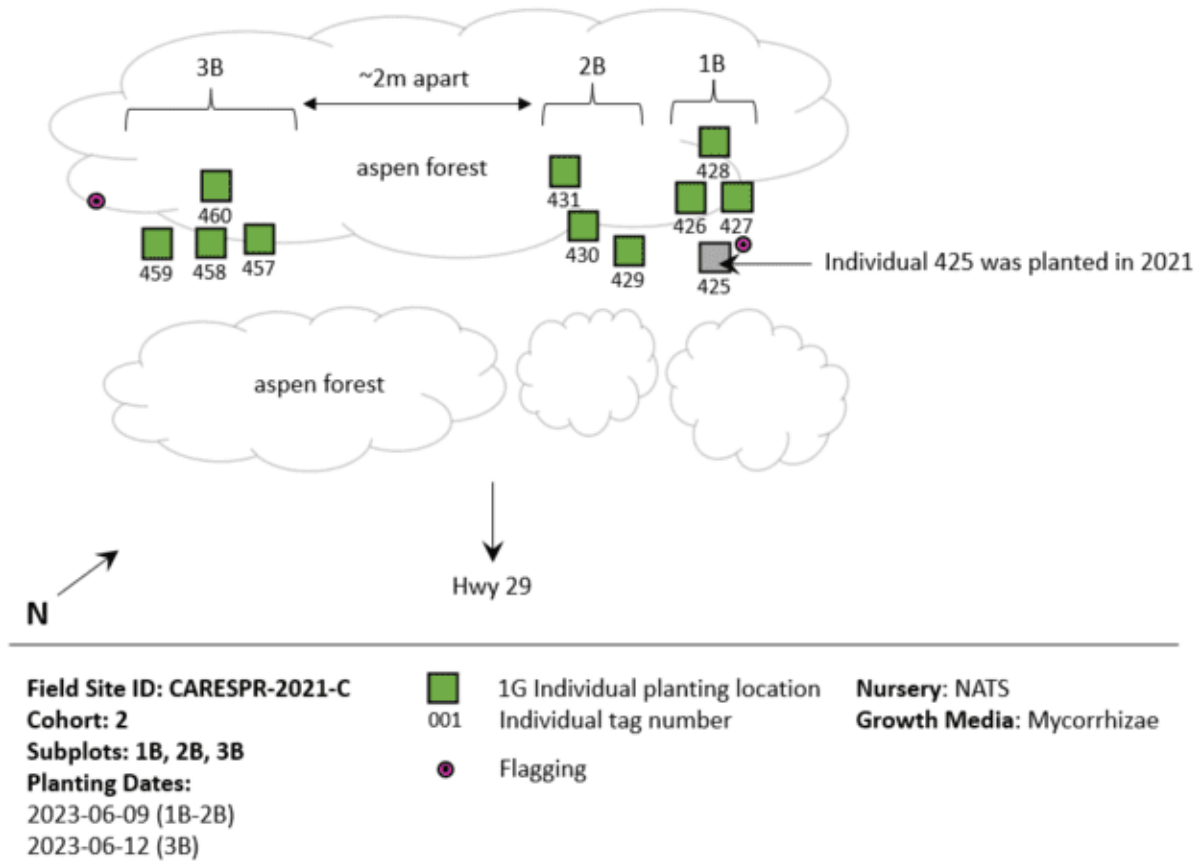 3B
~2m apart
2B
1B
aspen forest
428
431
460
426 427
430
459 458 457
429
425
Individual 425 was planted in 2021
aspen forest
Hwy 29
N
Field Site ID: CARESPR-2021-C
Cohort: 2
Subplots: 1B, 2B, 3B
Planting Dates:
2023-06-09 (1B-2B)
2023-06-12 (3B)
1G Individual planting location
001 Individual tag number
Flagging
Nursery: NATS
Growth Media: Mycorrhizae